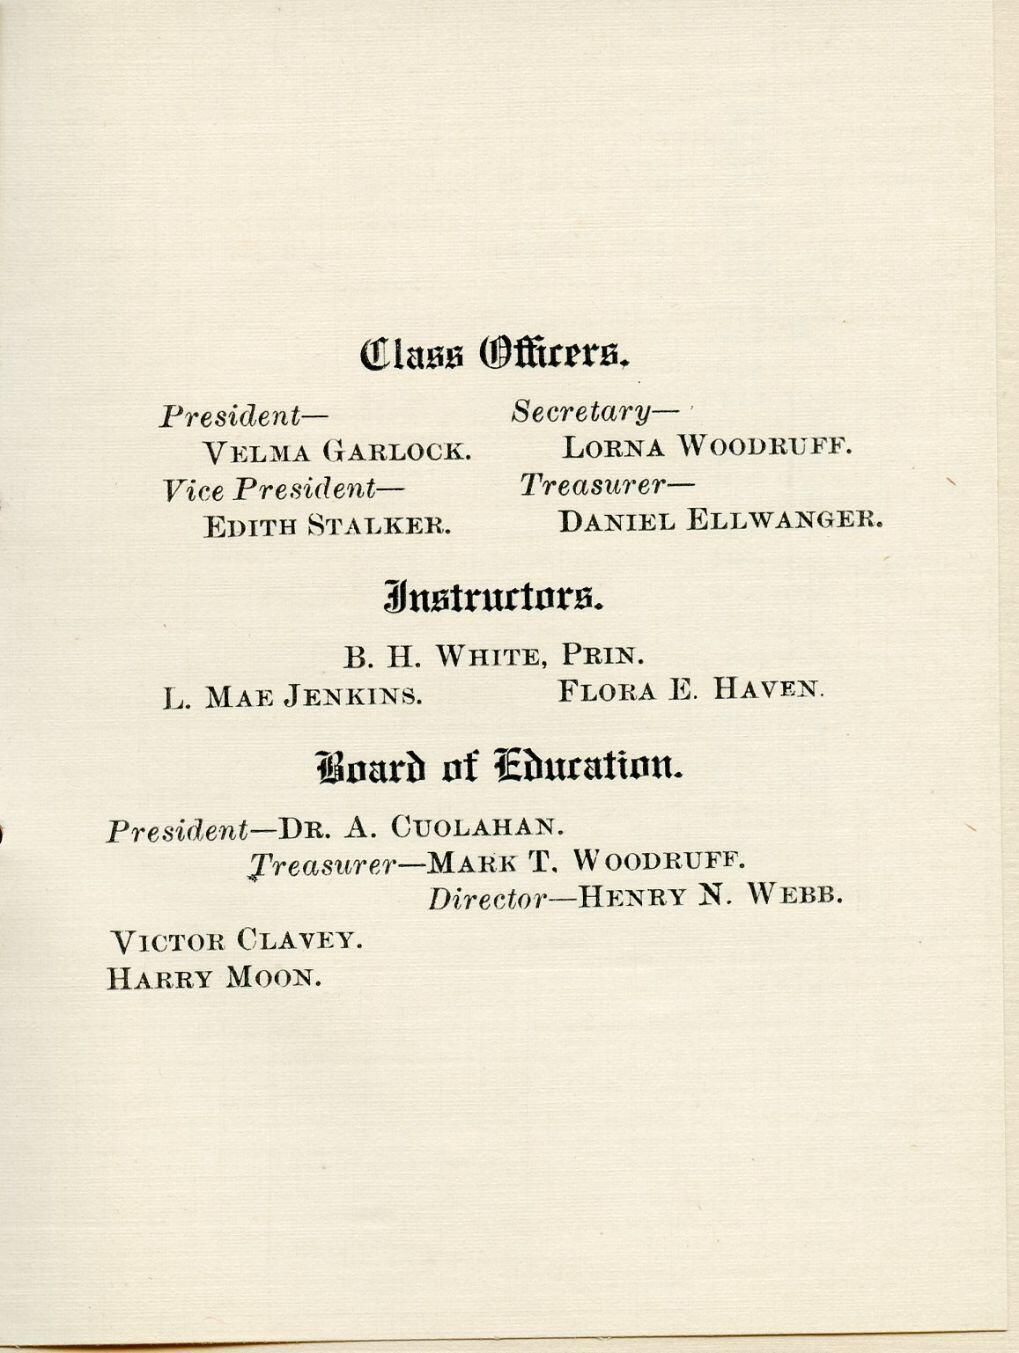 Class Officers.
President— Secretary—
VELMA GARLOCK. LORNA WOODRUFF.
Vice President— Treasurer—
EDITH STALKER. DANIEL ELLWANGER.
Instructors.
B. H. WHITE, PRIN.
L. MAE JENKINS. FLORA E. HAVEN.
Board of Education.
President—DR. A. CUOLAHAN.
Treasurer—MARK T. WOODRUFF.
Director—HENRY N. WEBB.
VICTOR CLAVEY.
HARRY MOON.